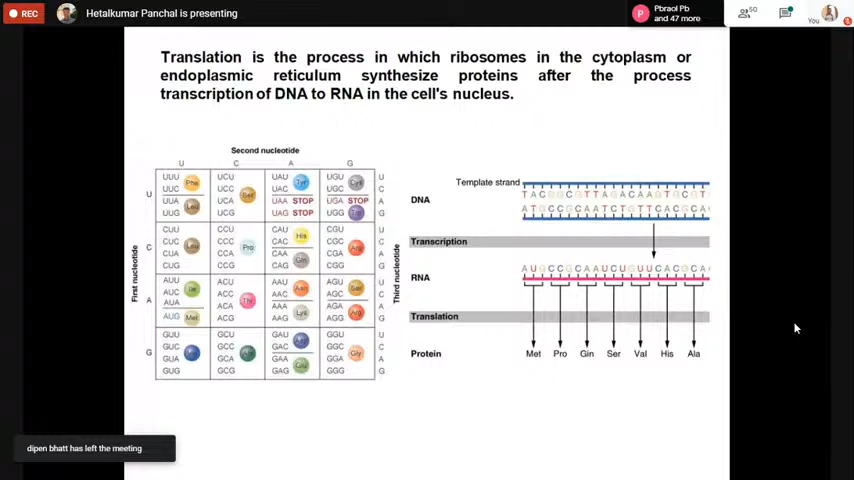 REC
Hetalkumar Panchal is presenting
P
Pbraol Pb
and 47 more
50
You
Translation is the process in which ribosomes in the cytoplasm or
endoplasmic reticulum synthesize proteins after the process
transcription of DNA to RNA in the cell's nucleus.
Second nucleotide
U C A G
First nucleotide
Third nucleotide
U
UUU
UUC
Phe
UUA
UUG
Leu
UCU
UCC
UCA
UCG
Ser
UAU
UAC
Tyr
UAA STOP
UAG STOP
UGU
UGC
Cys
UGA STOP
UGG
Trp
U
C
A
G
C
CUU
CUC
CUA
CUG
Leu
CCU
CCC
CCA
CCG
Pro
CAU
CAC
His
CAA
CAG
Gln
CGU
CGC
CGA
CGG
Arg
U
C
A
G
A
AUU
AUC
AUA
Ile
AUG
Met
ACU
ACC
ACA
ACG
Thr
AAU
AAC
Asn
AAA
AAG
Lys
AGU
AGC
Ser
AGA
AGG
Arg
U
C
A
G
G
GUU
GUC
GUA
GUG
GCU
GCC
GCA
GCG
GAU
GAC
GAA
GAG
Glu
GGU
GGC
GGA
GGG
Gly
U
C
A
G
Template strand
DNA
TACGGCGTTAGACAAGTGCGT
ATGCCGCAATCTGTTCACGCA
Transcription
RNA
AUGCCGCAAUCUGUUCACGCA
Translation
Protein
Met Pro Gin Ser Val His Ala
dipen bhatt has left the meeting